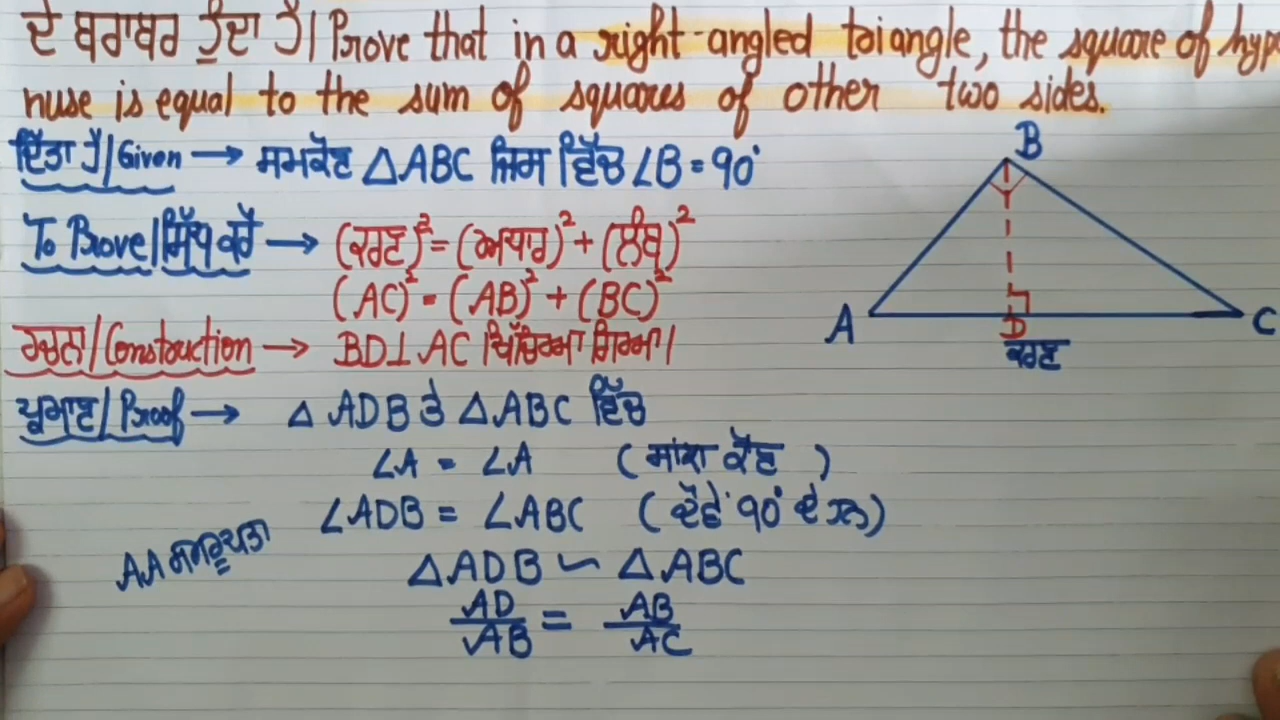 ਦੇ ਬਰਾਬਰ ਹੁੰਦਾ ਹੈ। Prove that in a right-angled triangle, the square of hyp
nuse is equal to the sum of squares of other two sides.
ਦਿੱਤਾ ਹੈ/Given → ਸਮਕੋਣ △ABC ਜਿਸ ਵਿੱਚ ∠B = 90°
To Prove/ਸਿੱਧ ਕਰੋ → (ਕਰਣ)² = (ਅਧਾਰ)² + (ਲੰਬ)²
(AC)² = (AB)² + (BC)²
ਰਚਨਾ/Construction → BD⊥AC ਖਿੱਚਿਆ ਗਿਆ।
ਪ੍ਰਮਾਣ/Proof → △ADB ਤੇ △ABC ਵਿੱਚ
∠A = ∠A (ਸਾਂਝਾ ਕੋਣ)
∠ADB = ∠ABC (ਦੋਵੇਂ 90° ਦੇ ਹਨ)
AA ਸਮਰੂਪਤਾ
△ADB ∽ △ABC
AD/AB = AB/AC
B
A
D
C
ਕਰਣ